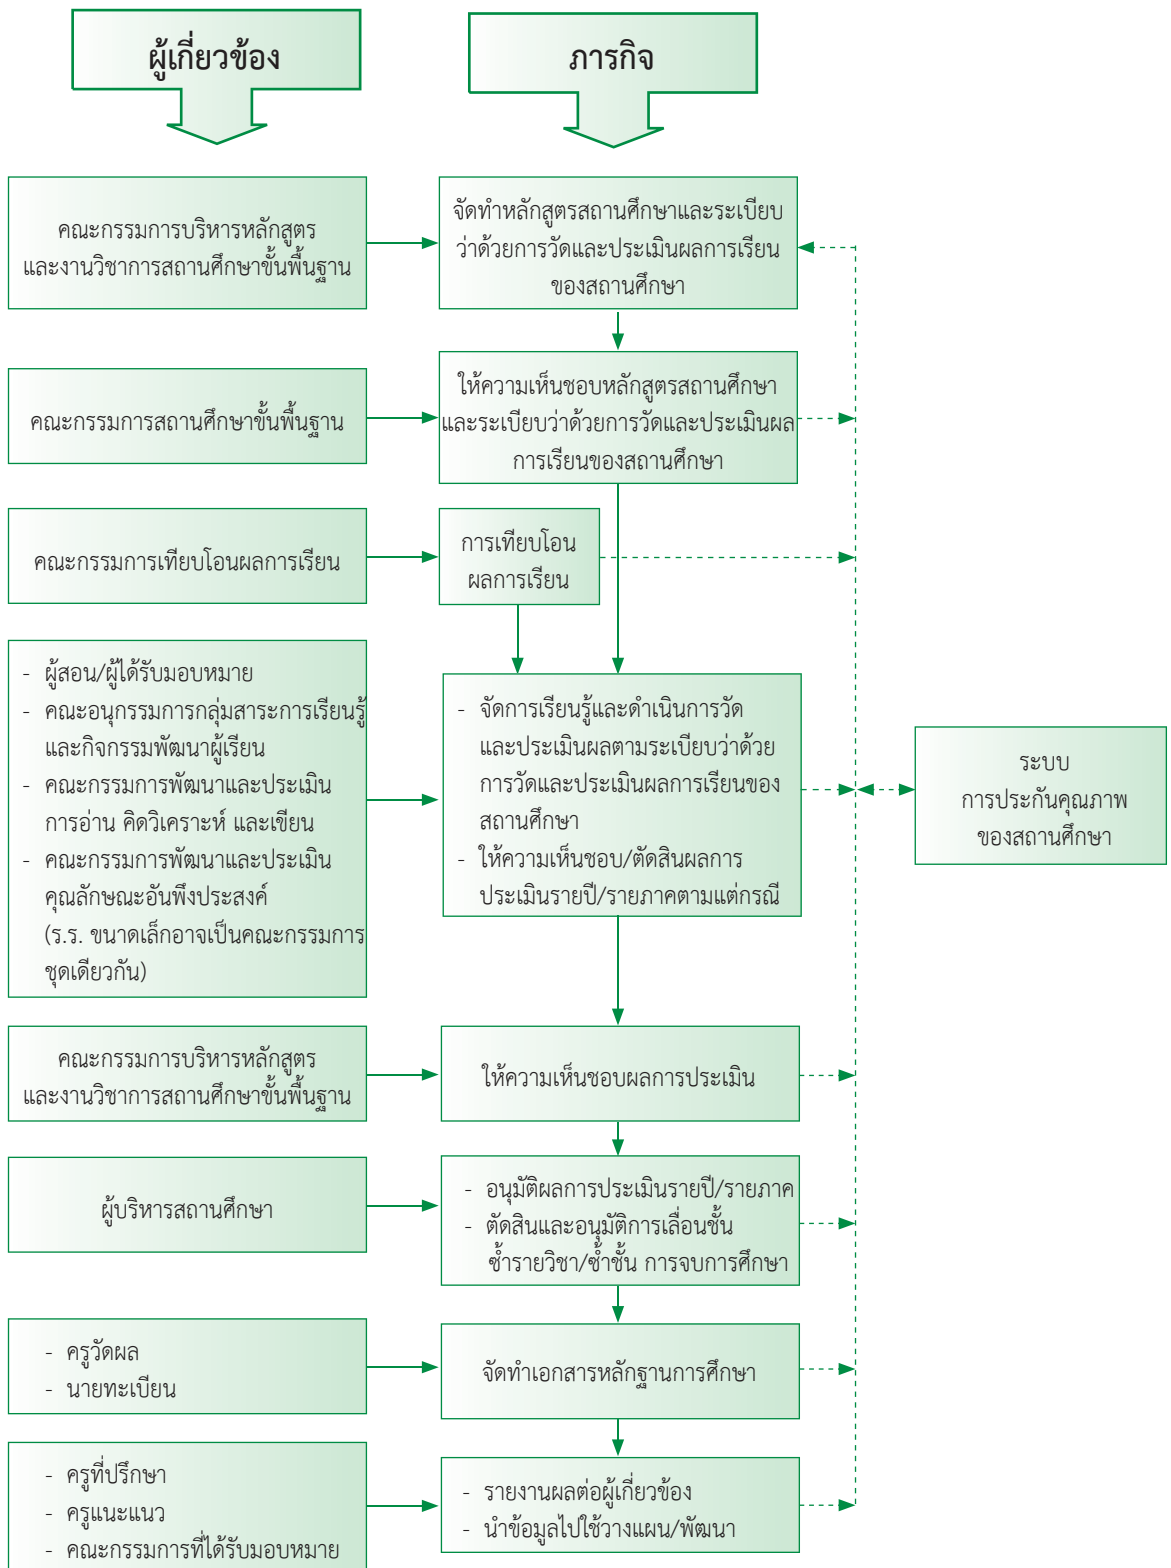 ผู้เกี่ยวข้อง
ภารกิจ
คณะกรรมการบริหารหลักสูตร
และงานวิชาการสถานศึกษาขั้นพื้นฐาน
จัดทำหลักสูตรสถานศึกษาและระเบียบ
ว่าด้วยการวัดและประเมินผลการเรียน
ของสถานศึกษา
คณะกรรมการสถานศึกษาขั้นพื้นฐาน
ให้ความเห็นชอบหลักสูตรสถานศึกษา
และระเบียบว่าด้วยการวัดและประเมินผล
การเรียนของสถานศึกษา
คณะกรรมการเทียบโอนผลการเรียน
การเทียบโอน
ผลการเรียน
- ผู้สอน/ผู้ได้รับมอบหมาย
- คณะอนุกรรมการกลุ่มสาระการเรียนรู้
และกิจกรรมพัฒนาผู้เรียน
- คณะกรรมการพัฒนาและประเมิน
การอ่าน คิดวิเคราะห์ และเขียน
- คณะกรรมการพัฒนาและประเมิน
คุณลักษณะอันพึงประสงค์
(ร.ร. ขนาดเล็กอาจเป็นคณะกรรมการ
ชุดเดียวกัน)
- จัดการเรียนรู้และดำเนินการวัด
และประเมินผลตามระเบียบว่าด้วย
การวัดและประเมินผลการเรียนของ
สถานศึกษา
- ให้ความเห็นชอบ/ตัดสินผลการ
ประเมินรายปี/รายภาคตามแต่กรณี
ระบบ
การประกันคุณภาพ
ของสถานศึกษา
คณะกรรมการบริหารหลักสูตร
และงานวิชาการสถานศึกษาขั้นพื้นฐาน
ให้ความเห็นชอบผลการประเมิน
ผู้บริหารสถานศึกษา
- อนุมัติผลการประเมินรายปี/รายภาค
- ตัดสินและอนุมัติการเลื่อนชั้น
ซ้ำรายวิชา/ซ้ำชั้น การจบการศึกษา
- ครูวัดผล
- นายทะเบียน
จัดทำเอกสารหลักฐานการศึกษา
- ครูที่ปรึกษา
- ครูแนะแนว
- คณะกรรมการที่ได้รับมอบหมาย
- รายงานผลต่อผู้เกี่ยวข้อง
- นำข้อมูลไปใช้วางแผน/พัฒนา